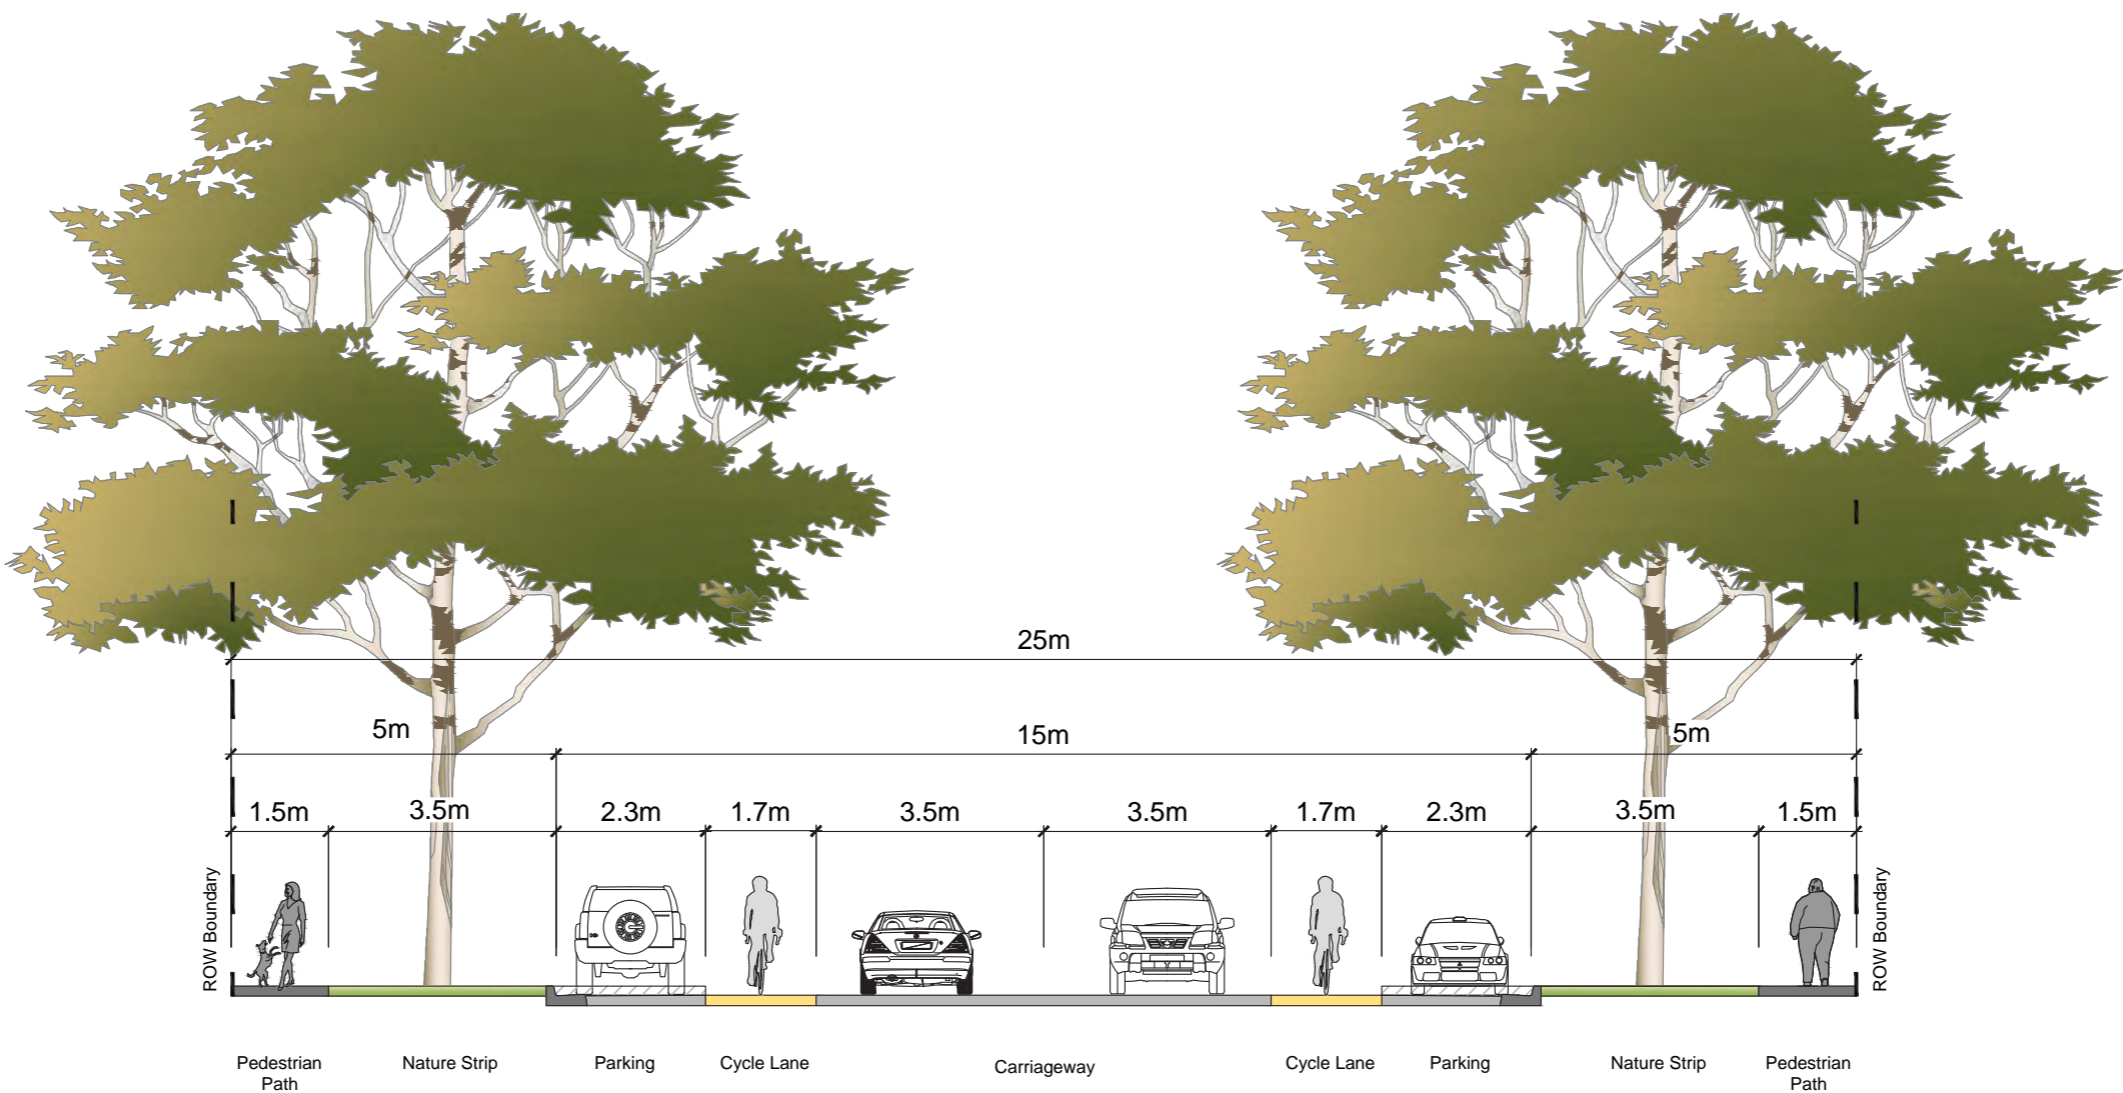 25m
5m
15m
5m
1.5m
3.5m
2.3m
1.7m
3.5m
3.5m
1.7m
2.3m
3.5m
1.5m
ROW Boundary
ROW Boundary
Pedestrian
Path
Nature Strip
Parking
Cycle Lane
Carriageway
Cycle Lane
Parking
Nature Strip
Pedestrian
Path